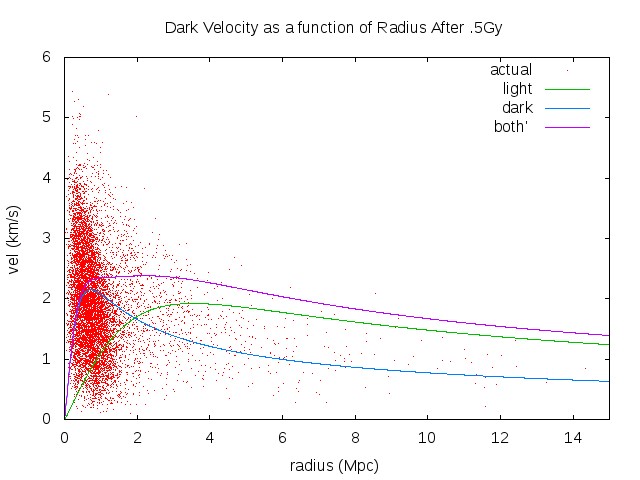 Dark Velocity as a function of Radius After .5Gy
6
5
4
3
2
1
0
vel (km/s)
actual
light
dark
both'
0 2 4 6 8 10 12 14
radius (Mpc)